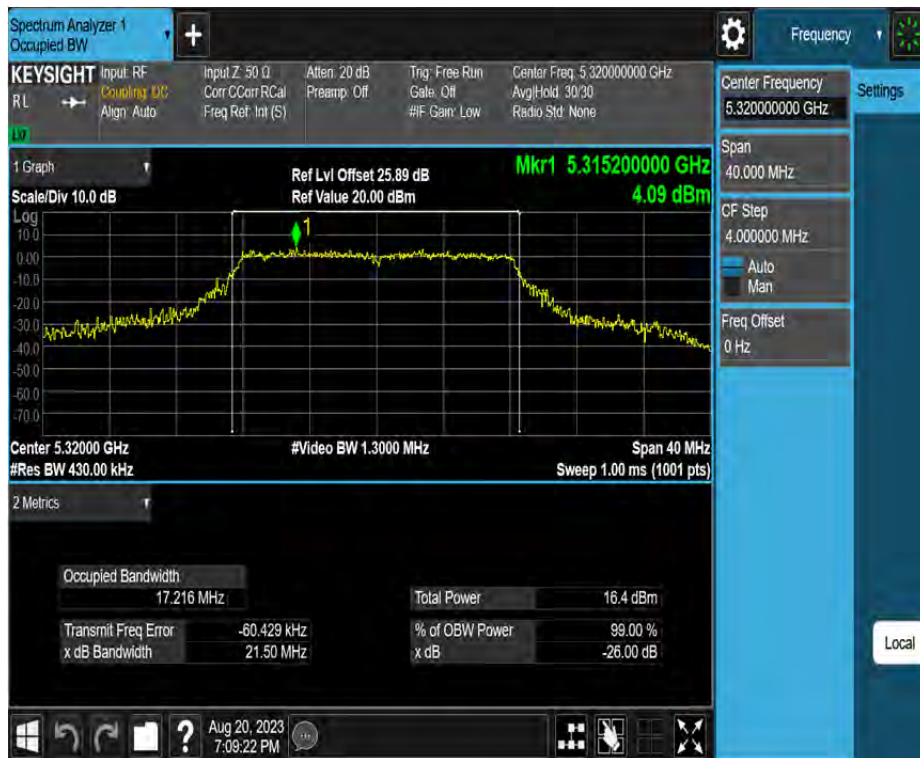 Spectrum Analyzer 1
Occupied BW
+
Frequency
KEYSIGHT
RL
Input: RF
Coupling: DC
Align: Auto
Input Z: 50 Ω
Corr CCorr RCal
Freq Ref: Int (S)
Atten: 20 dB
Preamp: Off
Trig: Free Run
Gate: Off
#IF Gain: Low
Center Freq: 5.320000000 GHz
Avg|Hold: 30/30
Radio Std: None
Center Frequency
5.320000000 GHz
Settings
Span
40.000 MHz
CF Step
4.000000 MHz
Auto
Man
Freq Offset
0 Hz
Local
1 Graph
Scale/Div 10.0 dB
Ref Lvl Offset 25.89 dB
Ref Value 20.00 dBm
Mkr1 5.315200000 GHz
4.09 dBm
Log
10.0
0.00
-10.0
-20.0
-30.0
-40.0
-50.0
-60.0
-70.0
1
Center 5.32000 GHz
#Video BW 1.3000 MHz
Span 40 MHz
#Res BW 430.00 kHz
Sweep 1.00 ms (1001 pts)
2 Metrics
Occupied Bandwidth
17.216 MHz
Total Power 16.4 dBm
Transmit Freq Error -60.429 kHz
% of OBW Power 99.00 %
x dB Bandwidth 21.50 MHz
x dB -26.00 dB
?
Aug 20, 2023
7:09:22 PM